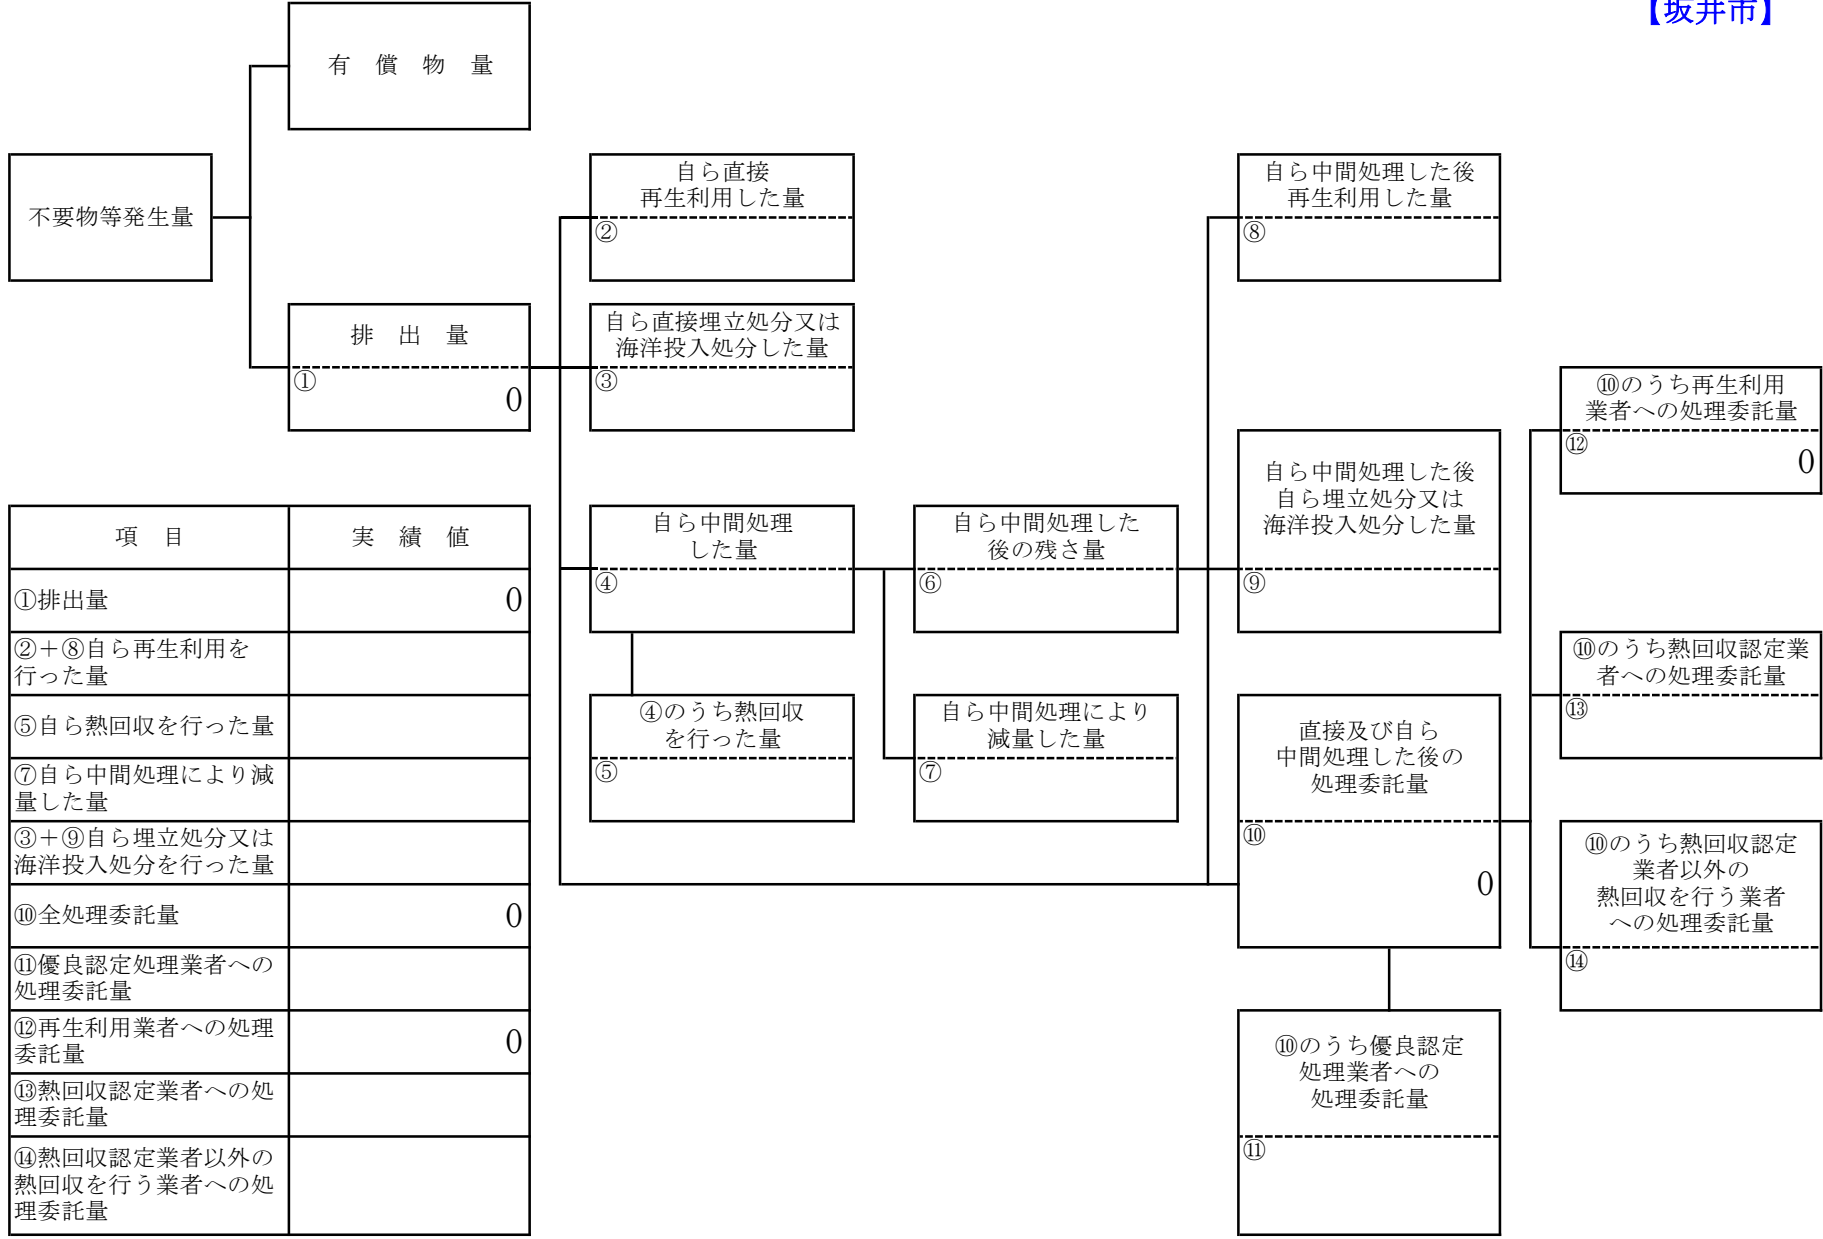 【坂井市】
有 償 物 量
不要物等発生量
自ら直接
再生利用した量
②
自ら中間処理した後
再生利用した量
⑧
排 出 量
①
0
自ら直接埋立処分又は
海洋投入処分した量
③
⑩のうち再生利用
業者への処理委託量
⑫
0
自ら中間処理した後
自ら埋立処分又は
海洋投入処分した量
⑨
自ら中間処理
した量
④
自ら中間処理した
後の残さ量
⑥
⑩のうち熱回収認定業
者への処理委託量
⑬
④のうち熱回収
を行った量
⑤
自ら中間処理により
減量した量
⑦
直接及び自ら
中間処理した後の
処理委託量
⑩
0
⑩のうち熱回収認定
業者以外の
熱回収を行う業者
への処理委託量
⑭
⑩のうち優良認定
処理業者への
処理委託量
⑪
項 目 実 績 値
①排出量 0
②+⑧自ら再生利用を
行った量
⑤自ら熱回収を行った量
⑦自ら中間処理により減
量した量
③+⑨自ら埋立処分又は
海洋投入処分を行った量
⑩全処理委託量 0
⑪優良認定処理業者への
処理委託量
⑫再生利用業者への処理
委託量 0
⑬熱回収認定業者への処
理委託量
⑭熱回収認定業者以外の
熱回収を行う業者への処
理委託量